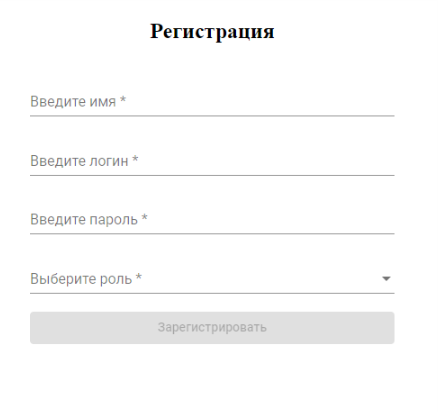 Регистрация
Введите имя *
Введите логин *
Введите пароль *
Выберите роль *
Зарегистрировать